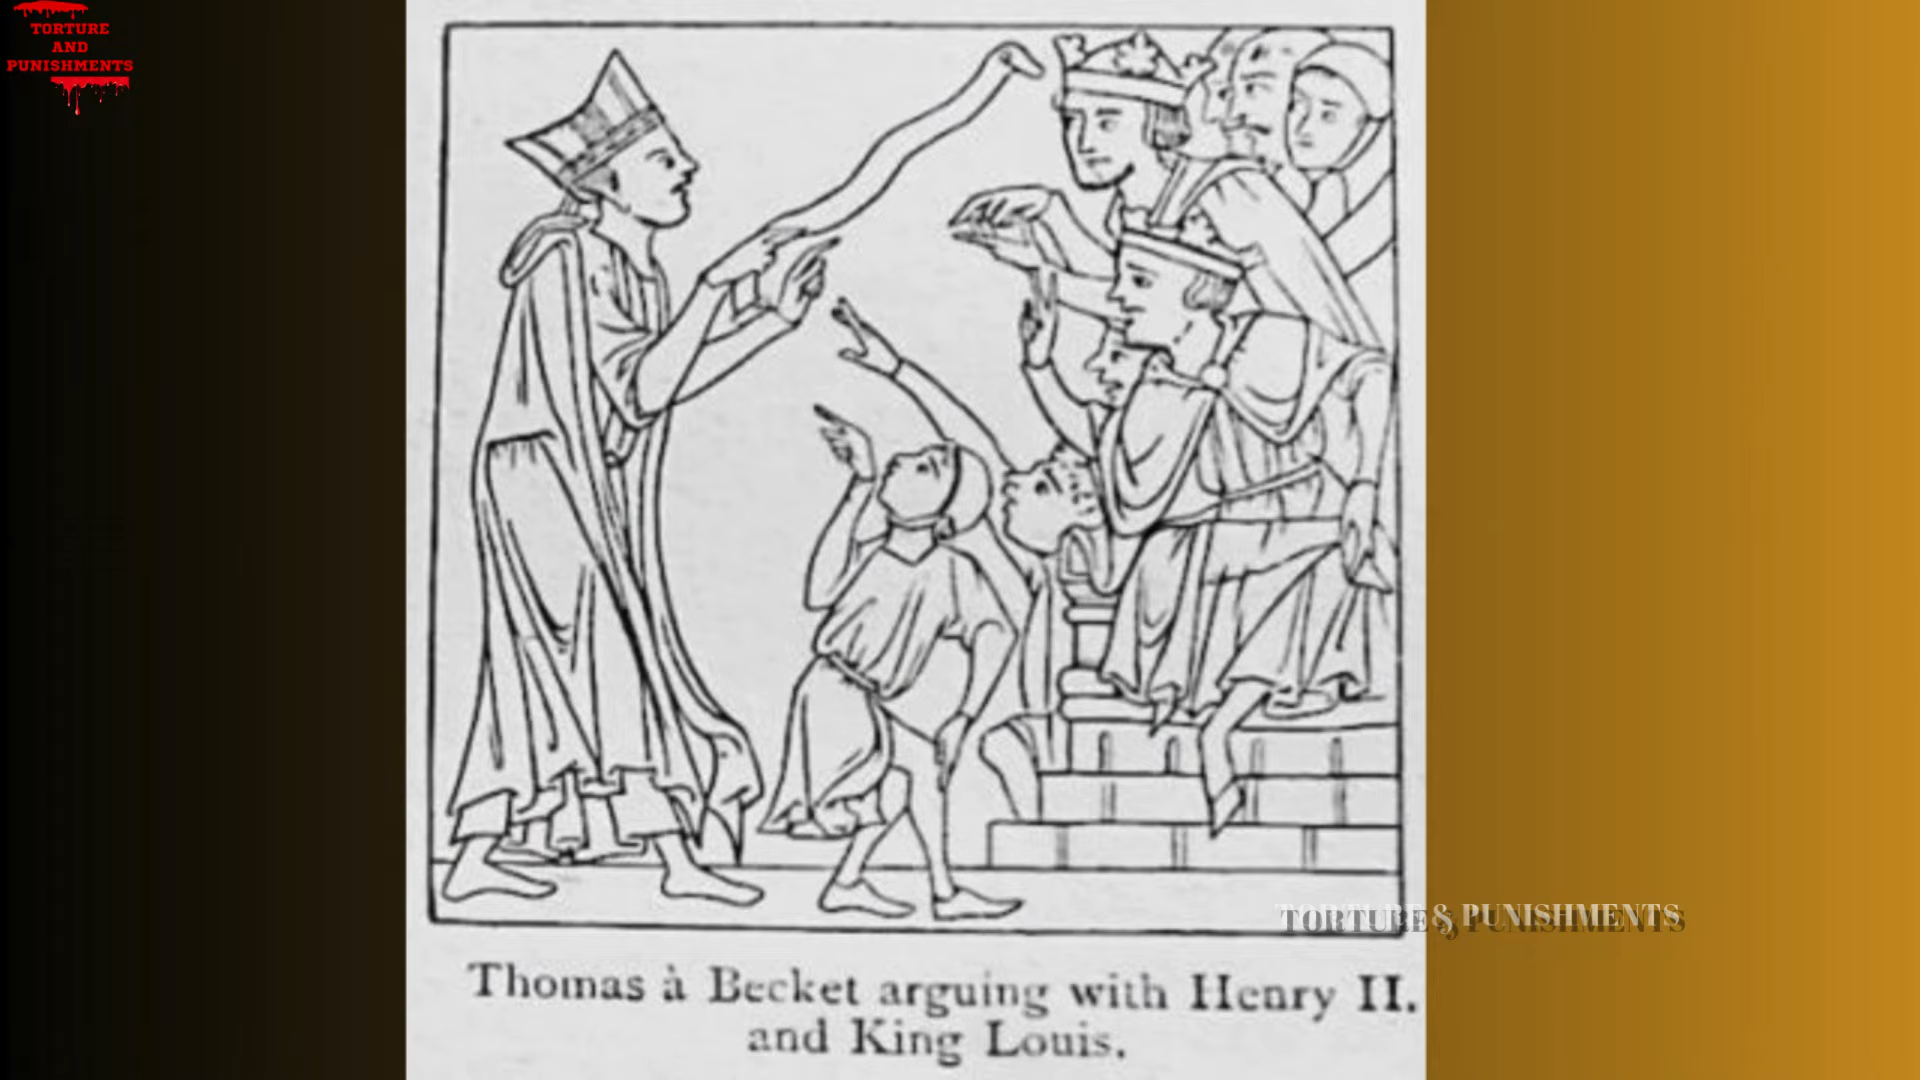 TORTURE
AND
PUNISHMENTS
TORTURE & PUNISHMENTS
Thomas à Becket arguing with Henry II.
and King Louis.